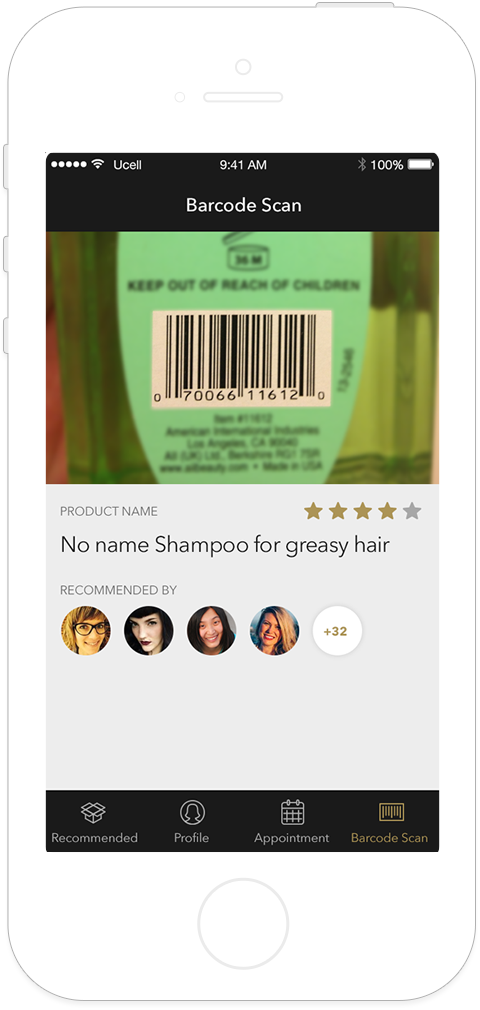 Ucell 9:41 AM 100%
Barcode Scan
36 M
KEEP OUT OF REACH OF CHILDREN
0 70066 11612 0
13-2546
Item #11612
American International Industries
Los Angeles, CA 90040
AII (UK) Ltd., Berkshire RG1 7SR
www.aiibeauty.com • Made in USA
PRODUCT NAME
No name Shampoo for greasy hair
RECOMMENDED BY
+32
Recommended Profile Appointment Barcode Scan